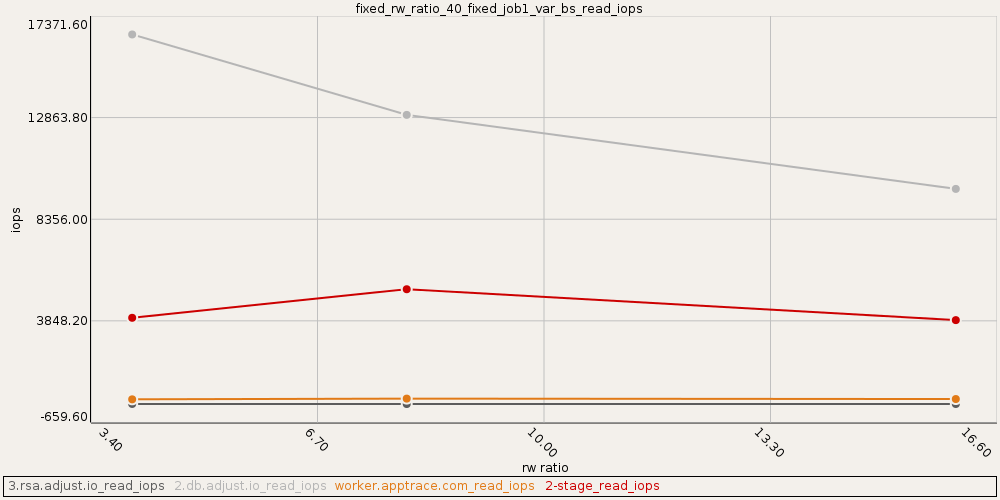 fixed_rw_ratio_40_fixed_job1_var_bs_read_iops
17371.60
12863.80
8356.00
3848.20
-659.60
iops
3.40 6.70 10.00 13.30 16.60
rw ratio
3.rsa.adjust.io_read_iops 2.db.adjust.io_read_iops worker.apptrace.com_read_iops 2-stage_read_iops